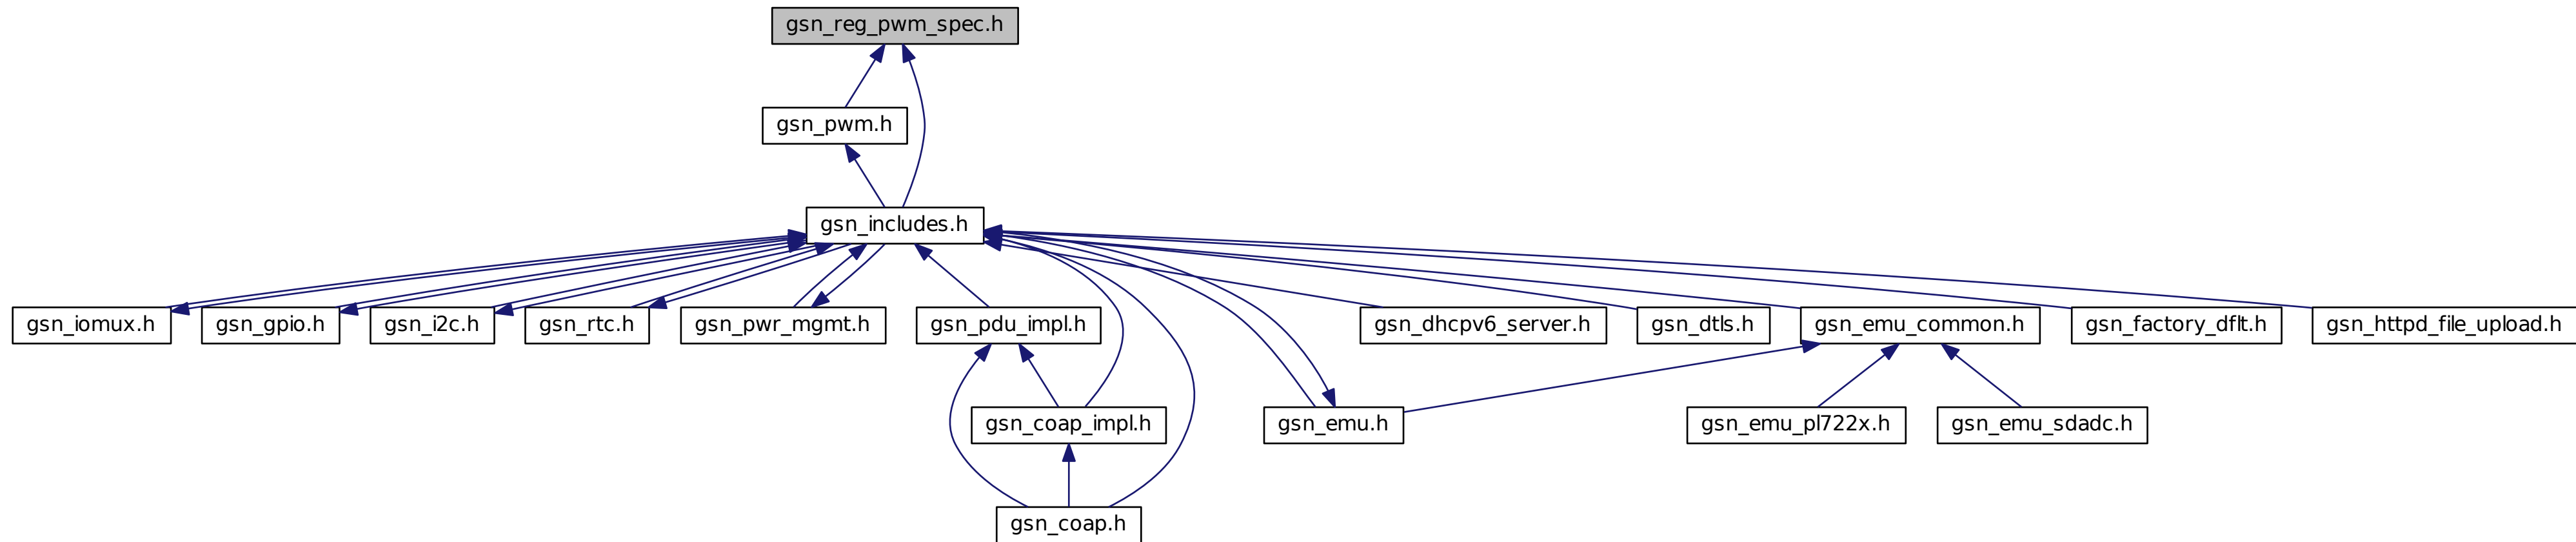 gsn_reg_pwm_spec.h
gsn_pwm.h
gsn_includes.h
gsn_iomux.h
gsn_gpio.h
gsn_i2c.h
gsn_rtc.h
gsn_pwr_mgmt.h
gsn_pdu_impl.h
gsn_dhcpv6_server.h
gsn_dtls.h
gsn_emu_common.h
gsn_factory_dflt.h
gsn_httpd_file_upload.h
gsn_coap_impl.h
gsn_emu.h
gsn_emu_pl722x.h
gsn_emu_sdadc.h
gsn_coap.h